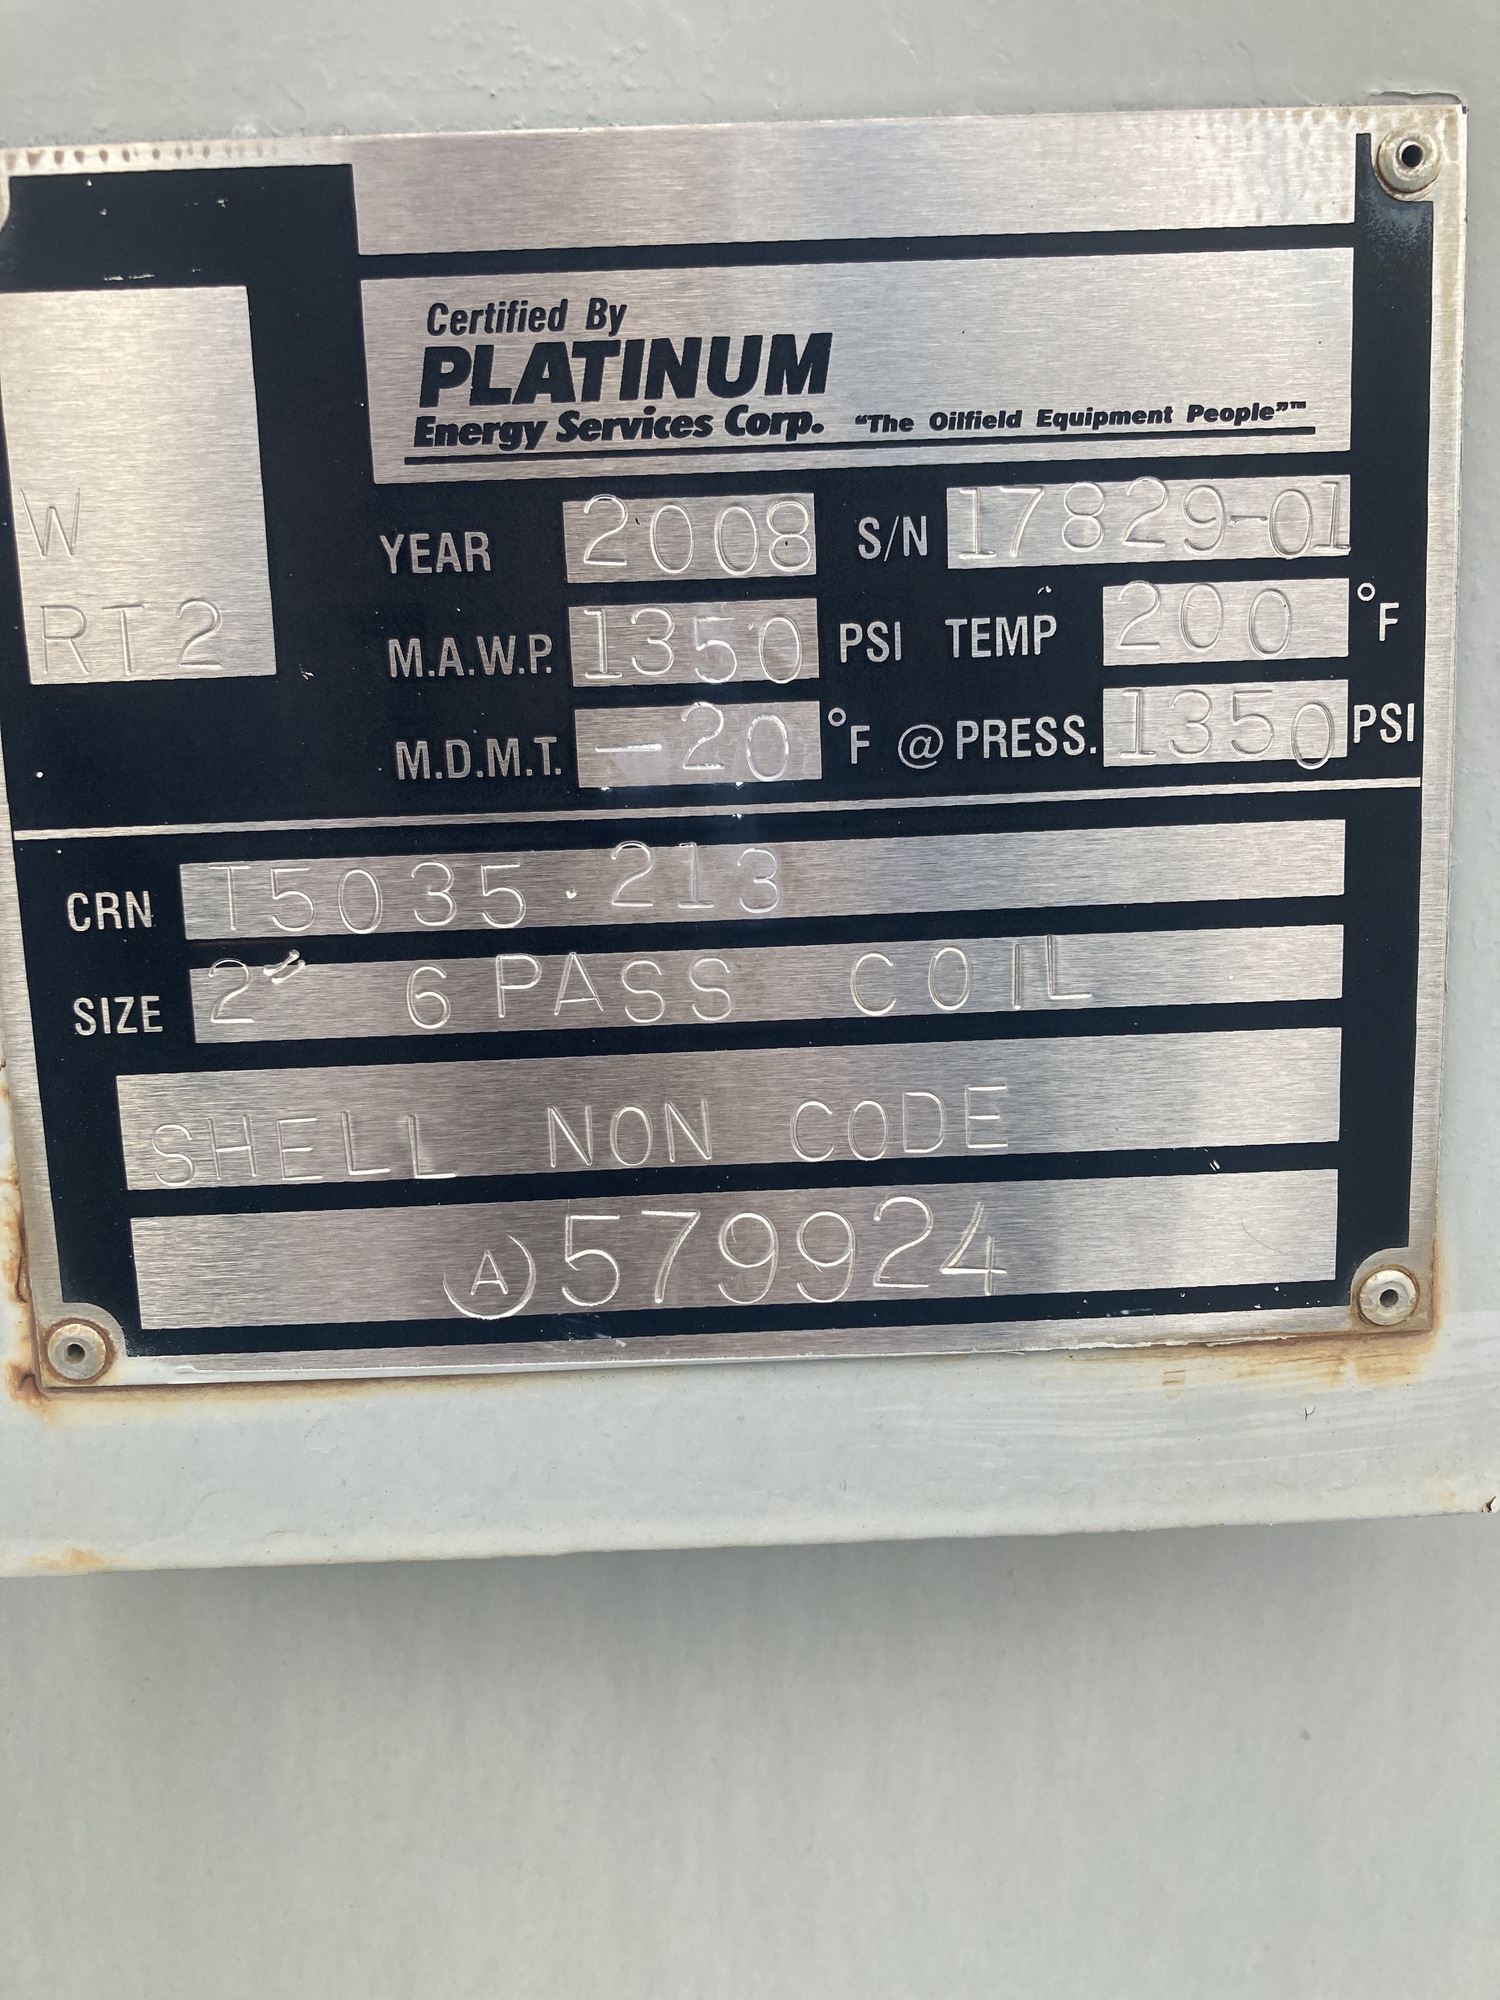 Certified By
PLATINUM
Energy Services Corp. "The Oilfield Equipment People"™
W
RT2
YEAR 2008 S/N 17829-01
M.A.W.P. 1350 PSI TEMP 200 °F
M.D.M.T. -20 °F @ PRESS. 1350 PSI
CRN T5035.213
SIZE 2" 6 PASS COIL
SHELL NON CODE
A 579924